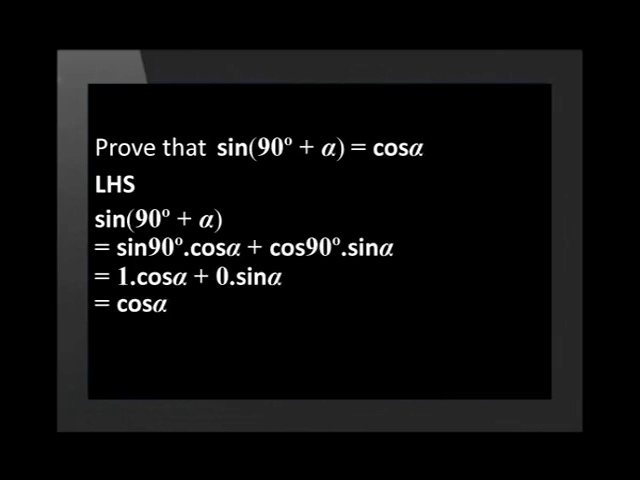 Prove that sin(90º + α) = cosα
LHS
sin(90º + α)
= sin90º.cosα + cos90º.sinα
= 1.cosα + 0.sinα
= cosα